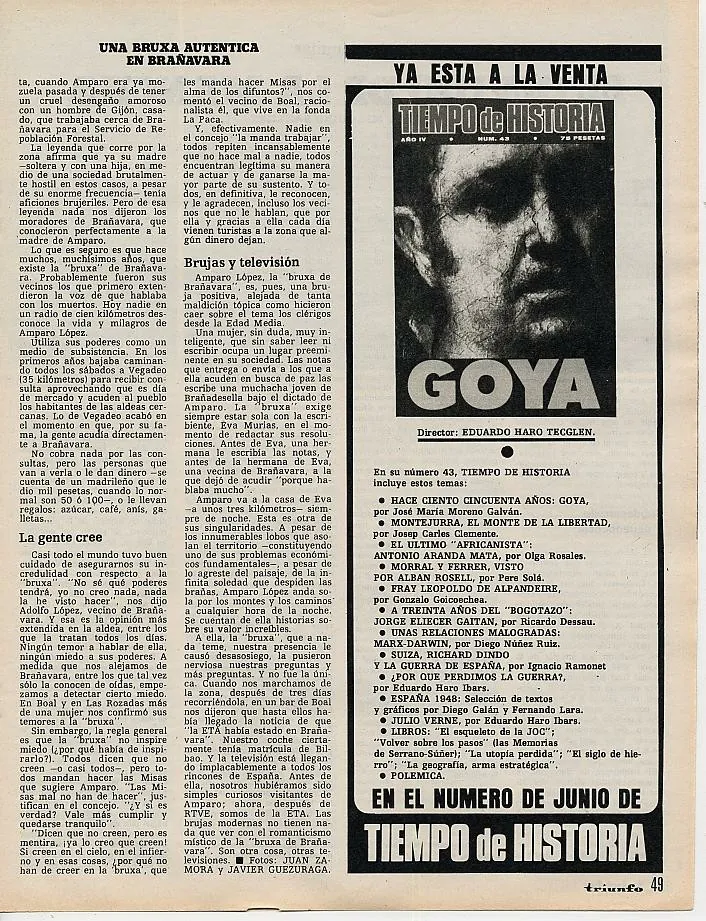 UNA BRUXA AUTENTICA
EN BRAÑAVARA
ta, cuando Amparo era ya mo-
zuela pasada y después de tener
un cruel desengaño amoroso
con un hombre de Gijón, casa-
do, que trabajaba cerca de Bra-
ñavara para el Servicio de Re-
población Forestal.
La leyenda que corre por la
zona afirma que ya su madre
—soltera y con una hija, en me-
dio de una sociedad brutalmen-
te hostil en estos casos, a pesar
de su enorme frecuencia— tenía
aficiones brujeriles. Pero de esa
leyenda nada nos dijeron los
moradores de Brañavara, que
conocieron perfectamente a la
madre de Amparo.
Lo que es seguro es que hace
muchos, muchísimos años, que
existe la "bruxa" de Brañava-
ra. Probablemente fueron sus
vecinos los que primero exten-
dieron la voz de que hablaba
con los muertos. Hoy nadie en
un radio de cien kilómetros des-
conoce la vida y milagros de
Amparo López.
Utiliza sus poderes como un
medio de subsistencia. En los
primeros años bajaba caminan-
do todos los sábados a Vegadeo
(35 kilómetros) para recibir con-
sulta aprovechando que es día
de mercado y acuden al pueblo
los habitantes de las aldeas cer-
canas. Lo de Vegadeo acabó en
el momento en que, por su fa-
ma, la gente acudía directamen-
te a Brañavara.
No cobra nada por las con-
sultas, pero las personas que
van a verla o le dan dinero —se
cuenta de un madrileño que le
dio mil pesetas, cuando lo nor-
mal son 50 ó 100—, o le llevan
regalos: azúcar, café, anís, ga-
lletas...
La gente cree
Casi todo el mundo tuvo buen
cuidado de asegurarnos su in-
credulidad con respecto a la
"bruxa". "No sé qué poderes
tendrá, yo no creo nada, nada
la he visto hacer", nos dijo
Adolfo López, vecino de Braña-
vara. Y esa es la opinión más
extendida en la aldea, entre los
que la tratan todos los días.
Ningún temor a hablar de ella,
ningún miedo a sus poderes. A
medida que nos alejamos de
Brañavara, entre los que tal vez
sólo la conocen de oídas, empe-
zamos a detectar cierto miedo.
En Boal y en Las Rozadas más
de una mujer nos confirmó sus
temores a la "bruxa".
Sin embargo, la regla general
es que la "bruxa" no inspire
miedo (¿por qué había de inspi-
rarlo?). Todos dicen que no
creen —o casi todos—, pero to-
dos mandan hacer las Misas
que sugiere Amparo. "Las Mi-
sas mal no han de hacer", jus-
tifican en el concejo. "¿Y si es
verdad? Vale más cumplir y
quedarse tranquilo".
"Dicen que no creen, pero es
mentira, ¡ya lo creo que creen!
Si creen en el cielo, en el infier-
no y en esas cosas, ¿por qué no
han de creer en la 'bruxa', que
les manda hacer Misas por el
alma de los difuntos?", nos co-
mentó el vecino de Boal, racio-
nalista él, que vive en la fonda
La Paca.
Y, efectivamente. Nadie en
el concejo "la manda trabajar",
todos repiten incansablemente
que no hace mal a nadie, todos
encuentran legítima su manera
de actuar y de ganarse la ma-
yor parte de su sustento. Y to-
dos, en definitiva, le reconocen,
y le agradecen, incluso los veci-
nos que no le hablan, que por
ella y gracias a ella cada día
vienen turistas a la zona que al-
gún dinero dejan.
Brujas y televisión
Amparo López, la "bruxa de
Brañavara", es, pues, una bru-
ja positiva, alejada de tanta
maldición tópica como hicieron
caer sobre el tema los clérigos
desde la Edad Media.
Una mujer, sin duda, muy in-
teligente, que sin saber leer ni
escribir ocupa un lugar preemi-
nente en su sociedad. Las notas
que entrega o envía a los que a
ella acuden en busca de paz las
escribe una muchacha joven de
Brañadesella bajo el dictado de
Amparo. La "bruxa" exige
siempre estar sola con la escri-
biente, Eva Murias, en el mo-
mento de redactar sus resolu-
ciones. Antes de Eva, una her-
mana le escribía las notas, y
antes de la hermana de Eva,
una vecina de Brañavara, a la
que dejó de acudir "porque ha-
blaba mucho".
Amparo va a la casa de Eva
—a unos tres kilómetros— siem-
pre de noche. Esta es otra de
sus singularidades. A pesar de
los innumerables lobos que aso-
lan el territorio —constituyendo
uno de sus problemas económi-
cos fundamentales—, a pesar de
lo agreste del paisaje, de la in-
finita soledad que despiden las
brañas, Amparo López anda so-
la por los montes y los caminos
a cualquier hora de la noche.
Se cuentan de ella historias so-
bre su valor increíbles.
A ella, la "bruxa", que a na-
da teme, nuestra presencia le
causó desasosiego, la pusieron
nerviosa nuestras preguntas y
más preguntas. Y no fue la úni-
ca. Cuando nos marchamos de
la zona, después de tres días
recorriéndola, en un bar de Boal
nos dijeron que hasta ellos ha-
bía llegado la noticia de que
"la ETA había estado en Braña-
vara". Nuestro coche cierta-
mente tenía matrícula de Bil-
bao. Y la televisión está llegan-
do implacablemente a todos los
rincones de España. Antes de
ella, nosotros hubiéramos sido
simples curiosos visitantes de
Amparo; ahora, después de
RTVE, somos de la ETA. Las
brujas modernas no tienen na-
da que ver con el romanticismo
místico de la "bruxa de Braña-
vara". Son otra cosa, otras te-
levisiones. ■ Fotos: JUAN ZA-
MORA y JAVIER GUEZURAGA.
YA ESTA A LA VENTA
TIEMPO de HISTORIA
AÑO IV • NUM. 43 • 75 PESETAS
GOYA
Director: EDUARDO HARO TECGLEN.
En su número 43, TIEMPO DE HISTORIA
incluye estos temas:
● HACE CIENTO CINCUENTA AÑOS: GOYA,
por José María Moreno Galván.
● MONTEJURRA, EL MONTE DE LA LIBERTAD,
por Josep Carles Clemente.
● EL ULTIMO "AFRICANISTA":
ANTONIO ARANDA MATA, por Olga Rosales.
● MORRAL Y FERRER, VISTO
POR ALBAN ROSELL, por Pere Solá.
● FRAY LEOPOLDO DE ALPANDEIRE,
por Gonzalo Goicoechea.
● A TREINTA AÑOS DEL "BOGOTAZO":
JORGE ELIECER GAITAN, por Ricardo Dessau.
● UNAS RELACIONES MALOGRADAS:
MARX-DARWIN, por Diego Núñez Ruiz.
● SUIZA, RICHARD DINDO
Y LA GUERRA DE ESPAÑA, por Ignacio Ramonet
● ¿POR QUE PERDIMOS LA GUERRA?,
por Eduardo Haro Ibars.
● ESPAÑA 1948: Selección de textos
y gráficos por Diego Galán y Fernando Lara.
● JULIO VERNE, por Eduardo Haro Ibars.
● LIBROS: "El esqueleto de la JOC";
"Volver sobre los pasos" (las Memorias
de Serrano-Súñer); "La utopía perdida"; "El siglo de hie-
rro"; "La geografía, arma estratégica".
● POLEMICA.
EN EL NUMERO DE JUNIO DE
TIEMPO de HISTORIA
triunfo 49